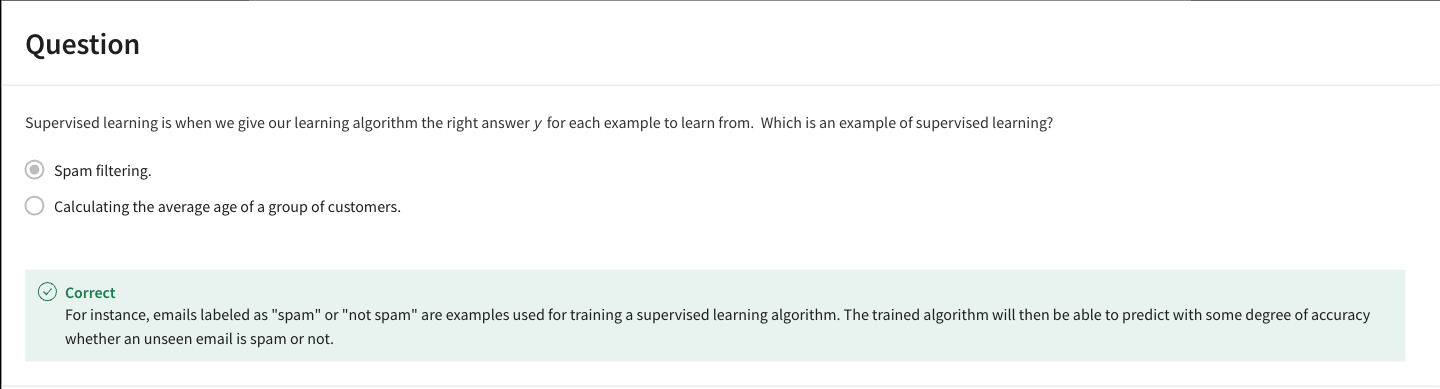 Question
Supervised learning is when we give our learning algorithm the right answer y for each example to learn from.  Which is an example of supervised learning?
Spam filtering.
Calculating the average age of a group of customers.
Correct
For instance, emails labeled as "spam" or "not spam" are examples used for training a supervised learning algorithm. The trained algorithm will then be able to predict with some degree of accuracy
whether an unseen email is spam or not.